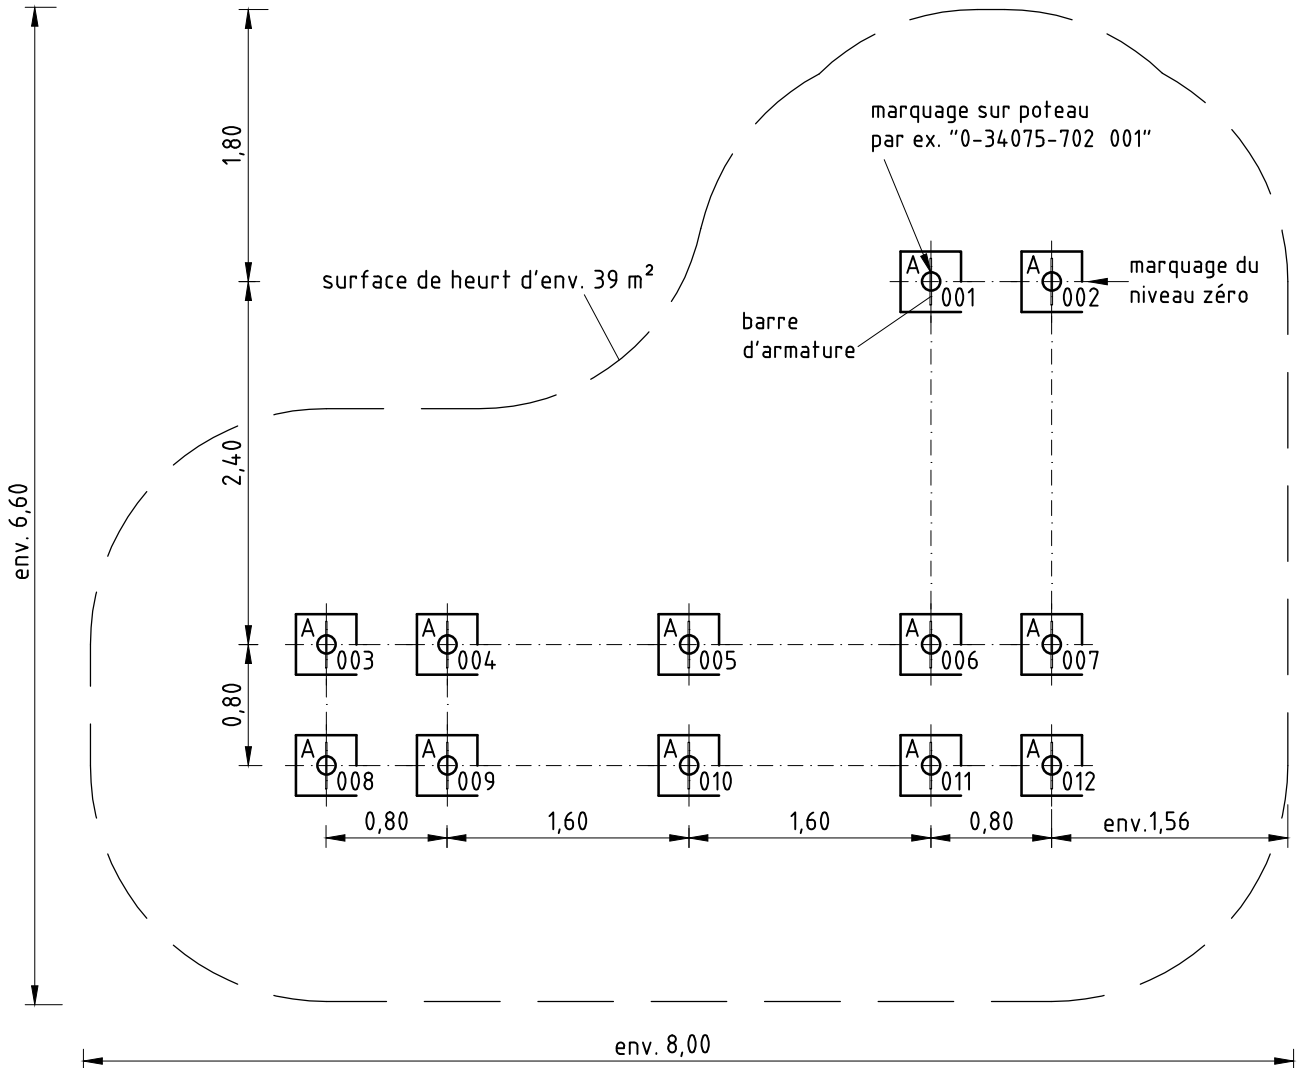 marquage sur poteau
par ex. "0-34075-702 001"
1,80
surface de heurt d'env. 39 m²
A
001
A
002
marquage du
niveau zéro
barre
d'armature
2,40
env. 6,60
A
003
A
004
A
005
A
006
A
007
0,80
A
008
A
009
A
010
A
011
A
012
0,80
1,60
1,60
0,80
env.1,56
env. 8,00